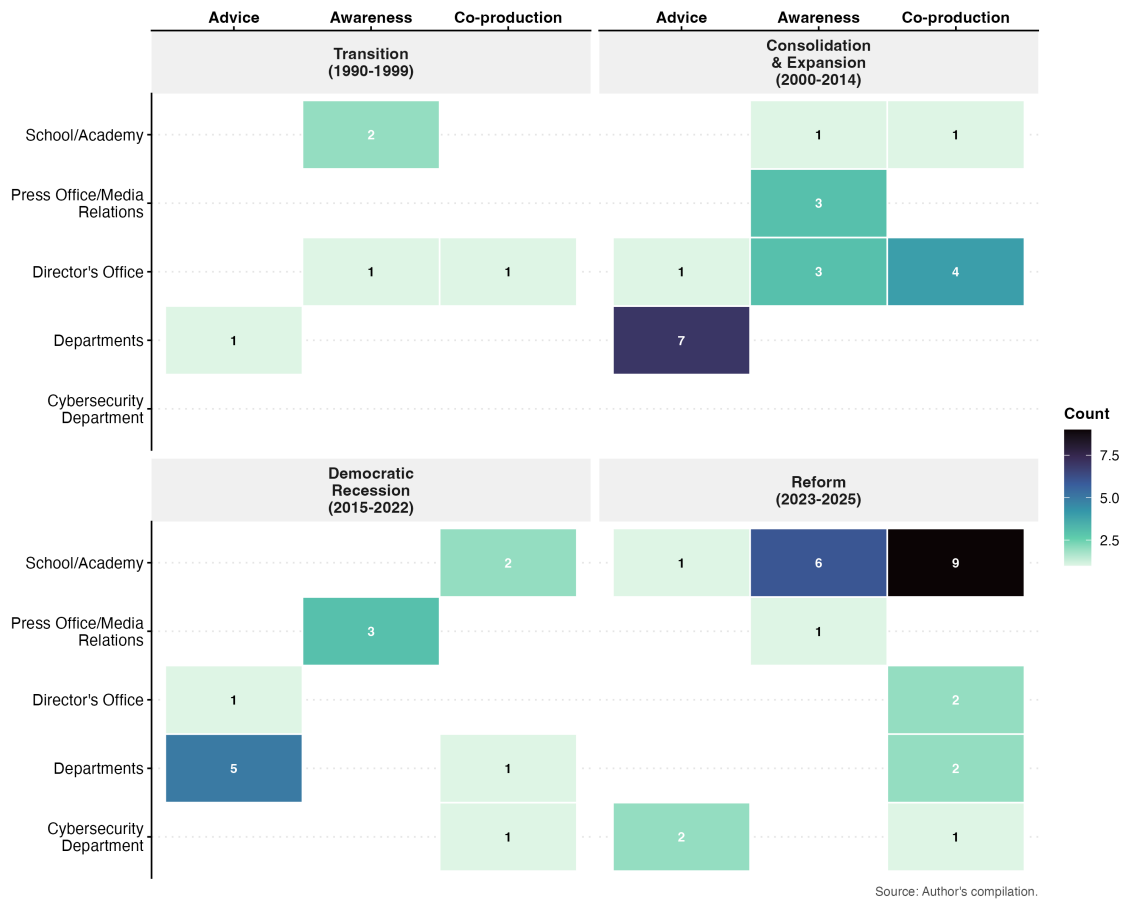 Advice Awareness Co-production Advice Awareness Co-production
Transition
(1990-1999)
Consolidation
& Expansion
(2000-2014)
School/Academy 2 1 1
Press Office/Media
Relations 3
Director's Office 1 1 1 3 4
Departments 1 7
Cybersecurity
Department
Democratic
Recession
(2015-2022)
Reform
(2023-2025)
School/Academy 2 1 6 9
Press Office/Media
Relations 3 1
Director's Office 1 2
Departments 5 1 2
Cybersecurity
Department 1 2 1
Count
7.5
5.0
2.5
Source: Author's compilation.